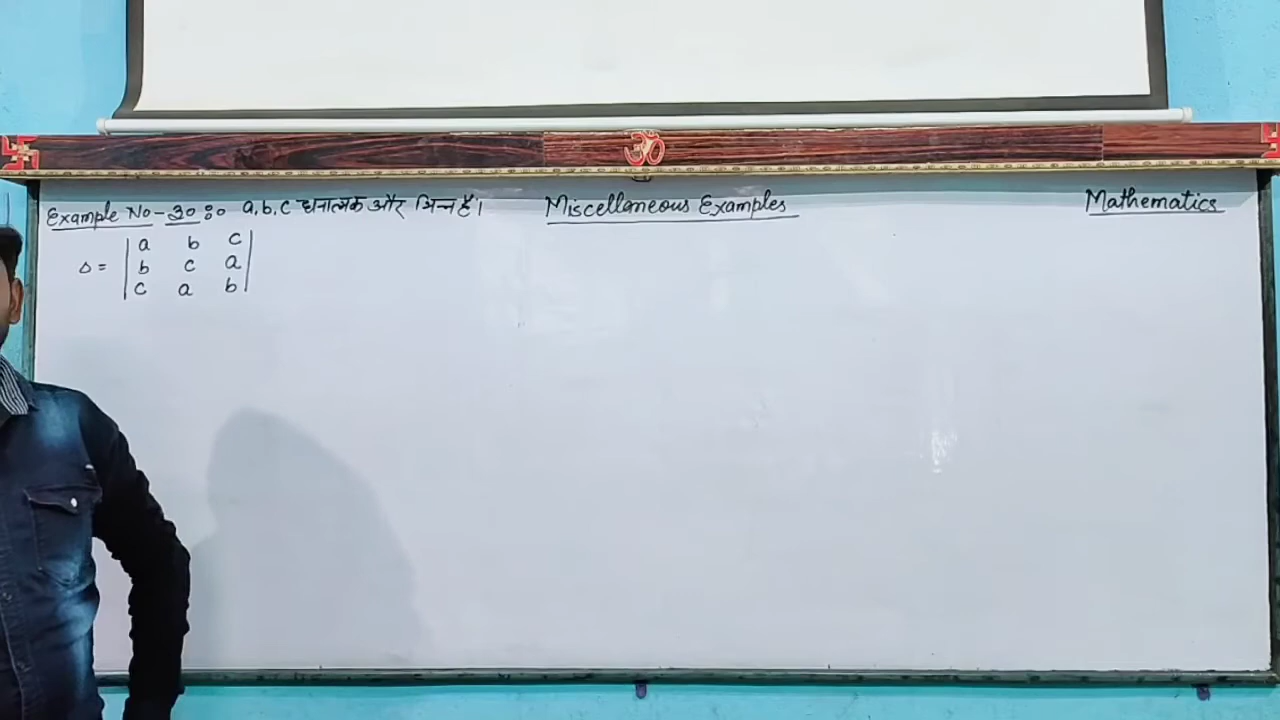 Example No-30 : a, b, c धनात्मक और भिन्न हैं।
Miscellaneous Examples
Mathematics
Δ = | a b c |
| b c a |
| c a b |
ॐ